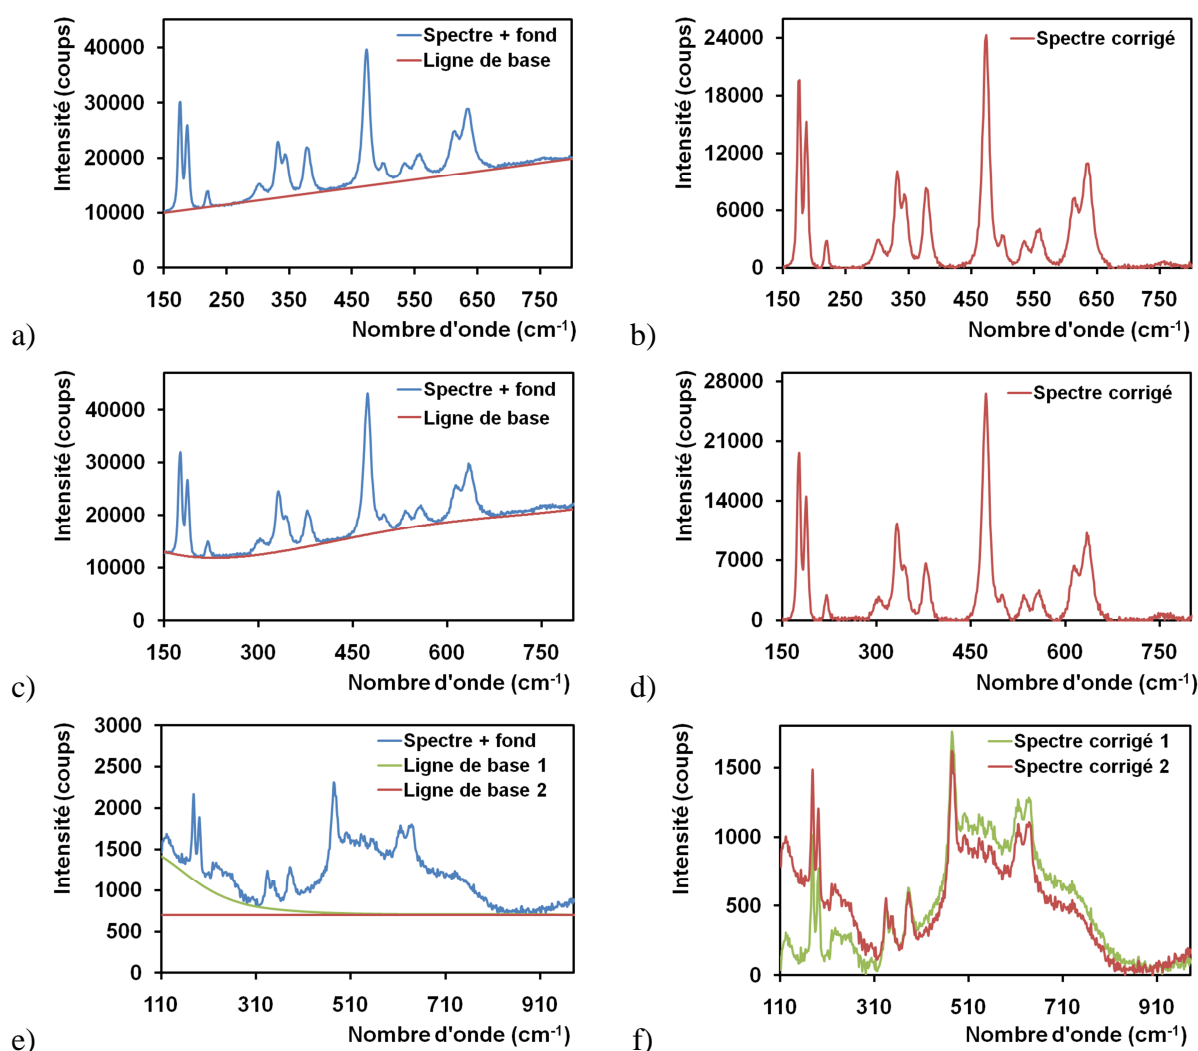 Intensité (coups)
40000
30000
20000
10000
0
Spectre + fond
Ligne de base
150 250 350 450 550 650 750
Nombre d'onde (cm-1)
a)
Intensité (coups)
24000
18000
12000
6000
0
Spectre corrigé
150 250 350 450 550 650 750
Nombre d'onde (cm-1)
b)
Intensité (coups)
40000
30000
20000
10000
0
Spectre + fond
Ligne de base
150 300 450 600 750
Nombre d'onde (cm-1)
c)
Intensité (coups)
28000
21000
14000
7000
0
Spectre corrigé
150 300 450 600 750
Nombre d'onde (cm-1)
d)
Intensité (coups)
3000
2500
2000
1500
1000
500
0
Spectre + fond
Ligne de base 1
Ligne de base 2
110 310 510 710 910
Nombre d'onde (cm-1)
e)
Intensité (coups)
1500
1000
500
0
Spectre corrigé 1
Spectre corrigé 2
110 310 510 710 910
Nombre d'onde (cm-1)
f)